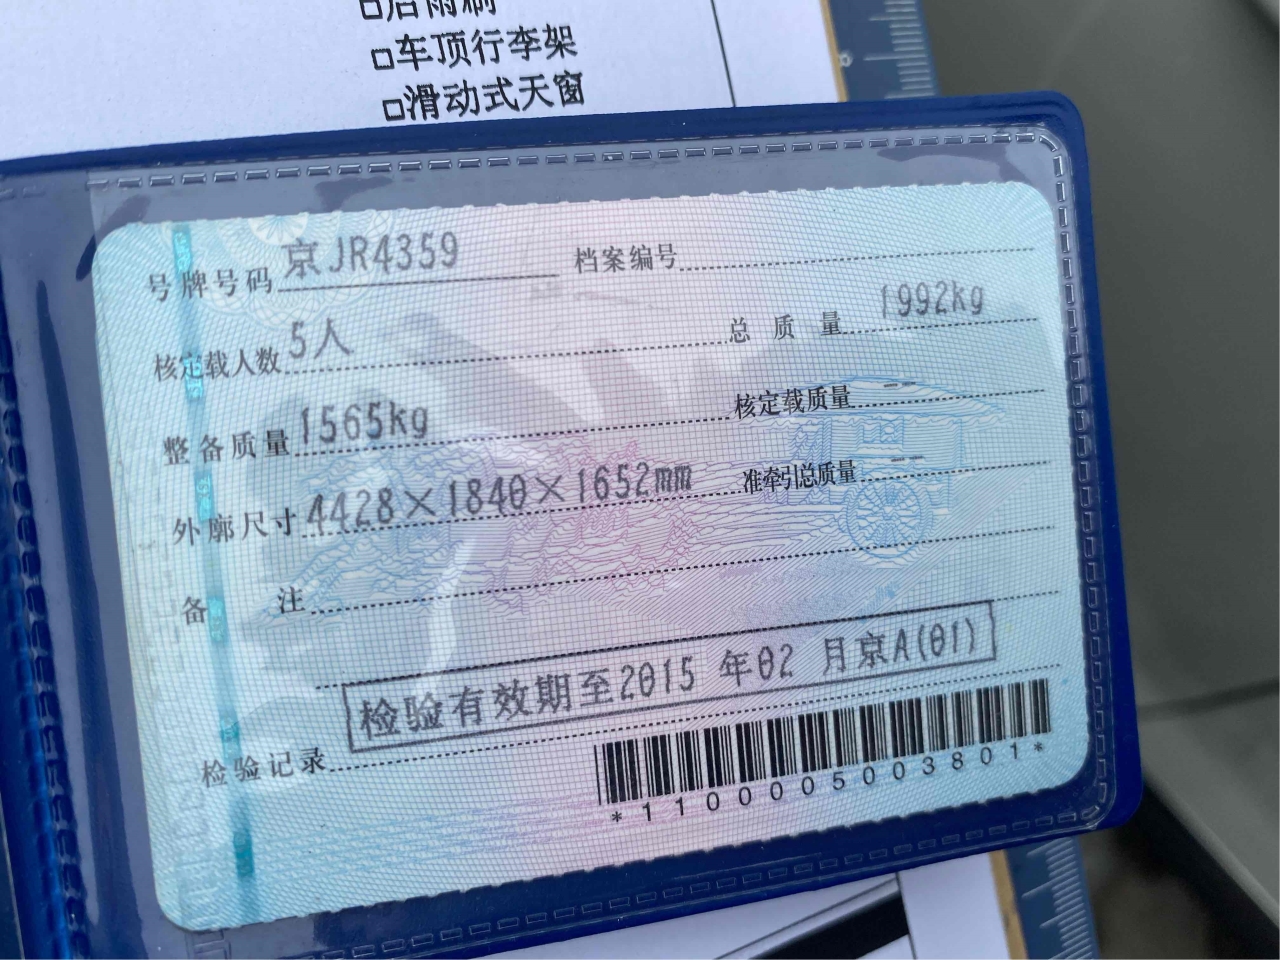 □后雨刷
□车顶行李架
□滑动式天窗
号牌号码 京JR4359 档案编号
核定载人数 5人 总质量 1992kg
整备质量 1565kg 核定载质量 --
外廓尺寸 4428×1840×1652mm 准牵引总质量 --
备注
检验有效期至2015 年02 月京A(01)
检验记录
*1100005003801*